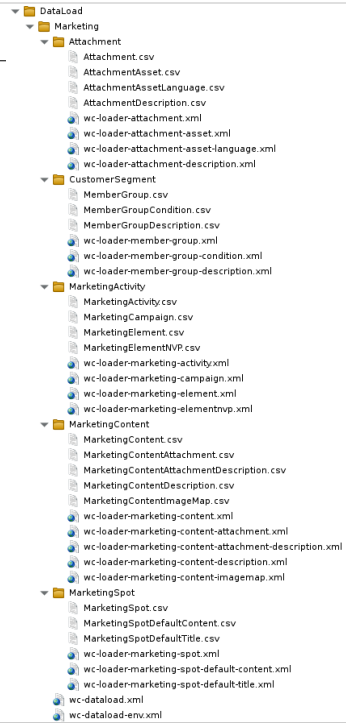 DataLoad
Marketing
Attachment
Attachment.csv
AttachmentAsset.csv
AttachmentAssetLanguage.csv
AttachmentDescription.csv
wc-loader-attachment.xml
wc-loader-attachment-asset.xml
wc-loader-attachment-asset-language.xml
wc-loader-attachment-description.xml
CustomerSegment
MemberGroup.csv
MemberGroupCondition.csv
MemberGroupDescription.csv
wc-loader-member-group.xml
wc-loader-member-group-condition.xml
wc-loader-member-group-description.xml
MarketingActivity
MarketingActivity.csv
MarketingCampaign.csv
MarketingElement.csv
MarketingElementNVP.csv
wc-loader-marketing-activity.xml
wc-loader-marketing-campaign.xml
wc-loader-marketing-element.xml
wc-loader-marketing-elementnvp.xml
MarketingContent
MarketingContent.csv
MarketingContentAttachment.csv
MarketingContentAttachmentDescription.csv
MarketingContentDescription.csv
MarketingContentImageMap.csv
wc-loader-marketing-content.xml
wc-loader-marketing-content-attachment.xml
wc-loader-marketing-content-attachment-description.xml
wc-loader-marketing-content-description.xml
wc-loader-marketing-content-imagemap.xml
MarketingSpot
MarketingSpot.csv
MarketingSpotDefaultContent.csv
MarketingSpotDefaultTitle.csv
wc-loader-marketing-spot.xml
wc-loader-marketing-spot-default-content.xml
wc-loader-marketing-spot-default-title.xml
wc-dataload.xml
wc-dataload-env.xml